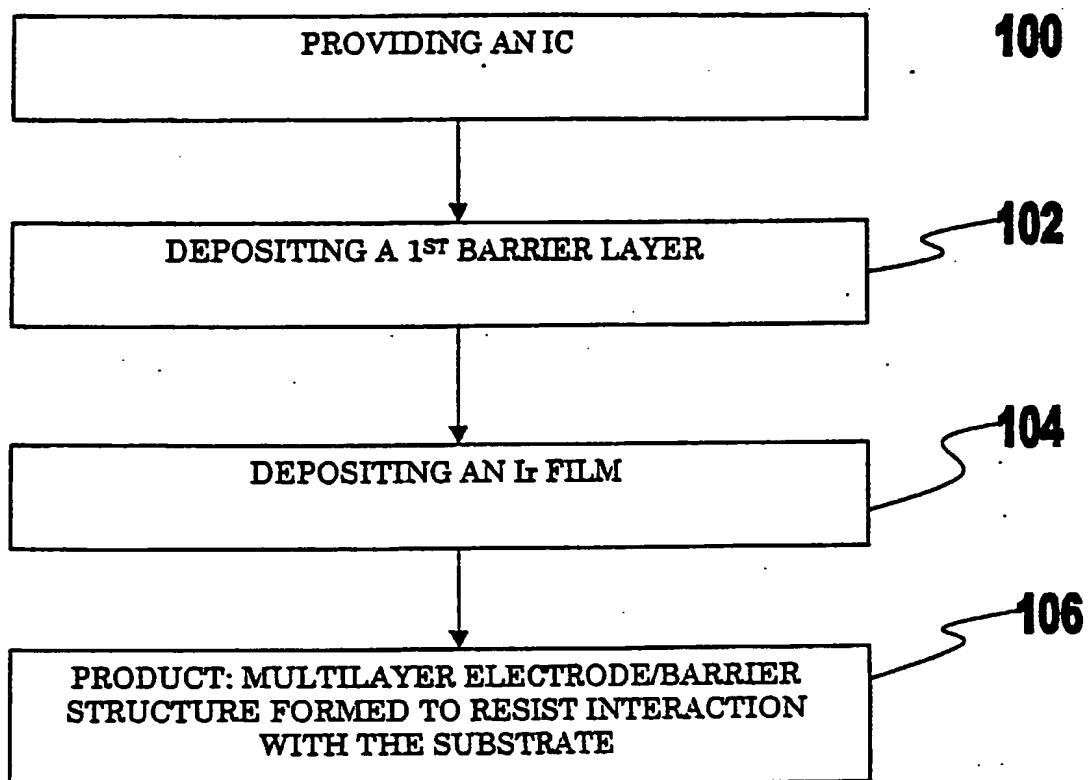 PROVIDING AN IC
100
DEPOSITING A 1ST BARRIER LAYER
102
DEPOSITING AN Ir FILM
104
PRODUCT: MULTILAYER ELECTRODE/BARRIER
STRUCTURE FORMED TO RESIST INTERACTION
WITH THE SUBSTRATE
106